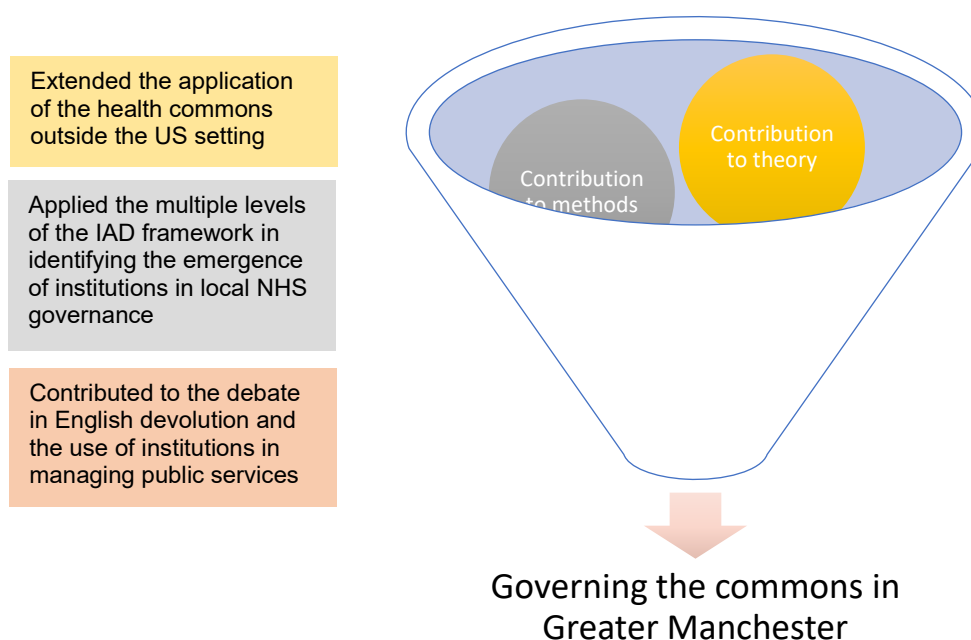 Extended the application
of the health commons
outside the US setting
Applied the multiple levels
of the IAD framework in
identifying the emergence
of institutions in local NHS
governance
Contributed to the debate
in English devolution and
the use of institutions in
managing public services
Contribution
to theory
Contribution
to methods
Governing the commons in
Greater Manchester